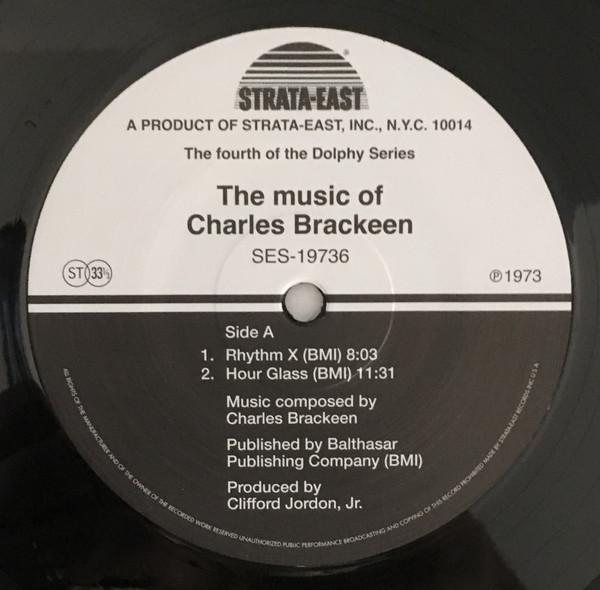 STRATA-EAST
®
A PRODUCT OF STRATA-EAST, INC., N.Y.C. 10014
The fourth of the Dolphy Series
The music of
Charles Brackeen
SES-19736
ST 33⅓
℗ 1973
Side A
1. Rhythm X (BMI) 8:03
2. Hour Glass (BMI) 11:31
Music composed by
Charles Brackeen
Published by Balthasar
Publishing Company (BMI)
Produced by
Clifford Jordon, Jr.
ALL RIGHTS OF THE MANUFACTURER AND OF THE OWNER OF THE RECORDED WORK RESERVED UNAUTHORIZED PUBLIC PERFORMANCE BROADCASTING AND COPYING OF THIS RECORD PROHIBITED MADE BY STRATA-EAST RECORDS INC U S A